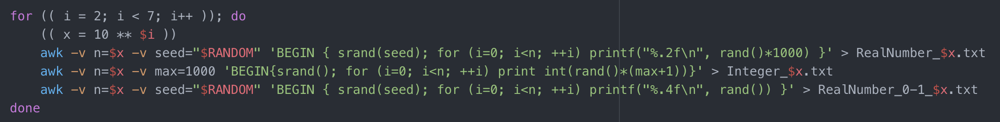 for (( i = 2; i < 7; i++ )); do
    (( x = 10 ** $i ))
    awk -v n=$x -v seed="$RANDOM" 'BEGIN { srand(seed); for (i=0; i<n; ++i) printf("%.2f\n", rand()*1000) }' > RealNumber_$x.txt
    awk -v n=$x -v max=1000 'BEGIN{srand(); for (i=0; i<n; ++i) print int(rand()*(max+1))}' > Integer_$x.txt
    awk -v n=$x -v seed="$RANDOM" 'BEGIN { srand(seed); for (i=0; i<n; ++i) printf("%.4f\n", rand()) }' > RealNumber_0-1_$x.txt
done